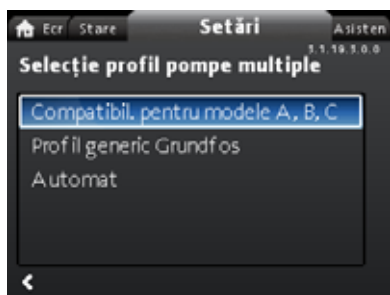 Ecr Stare Setări Asisten
3.1.19.3.0.0
Selecție profil pompe multiple
Compatibil. pentru modele A, B, C
Profil generic Grundfos
Automat